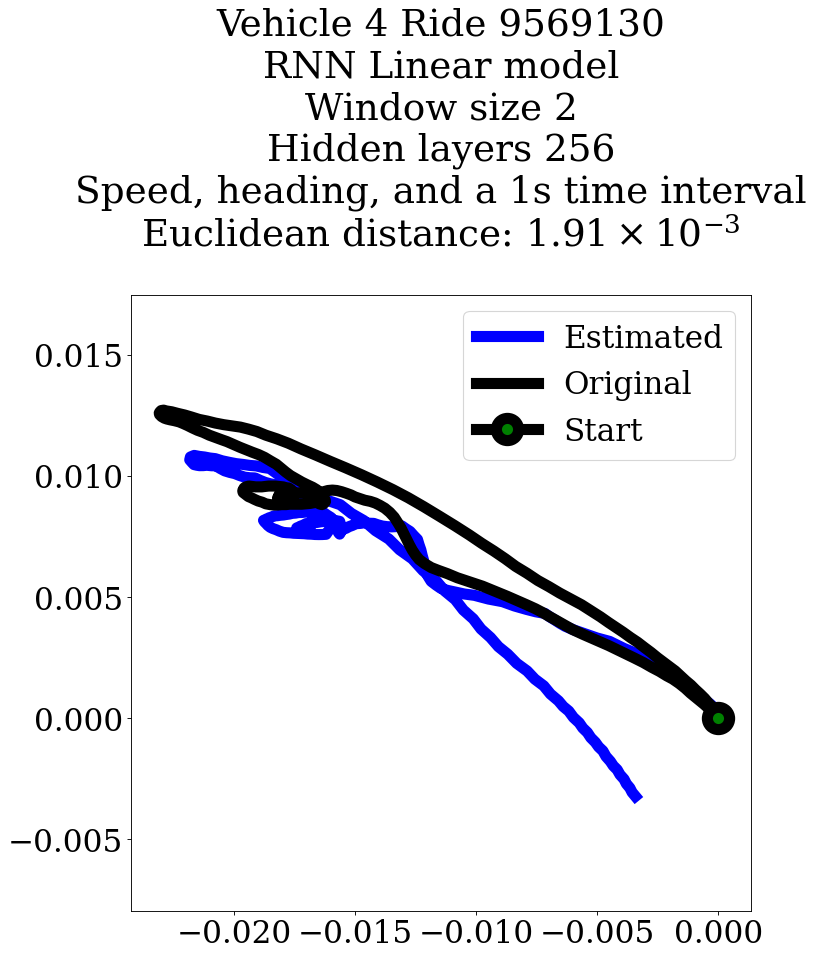 Vehicle 4 Ride 9569130
RNN Linear model
Window size 2
Hidden layers 256
Speed, heading, and a 1s time interval
Euclidean distance: 1.91 × 10⁻³
Estimated
Original
Start
0.015
0.010
0.005
0.000
−0.005
−0.020 −0.015 −0.010 −0.005 0.000